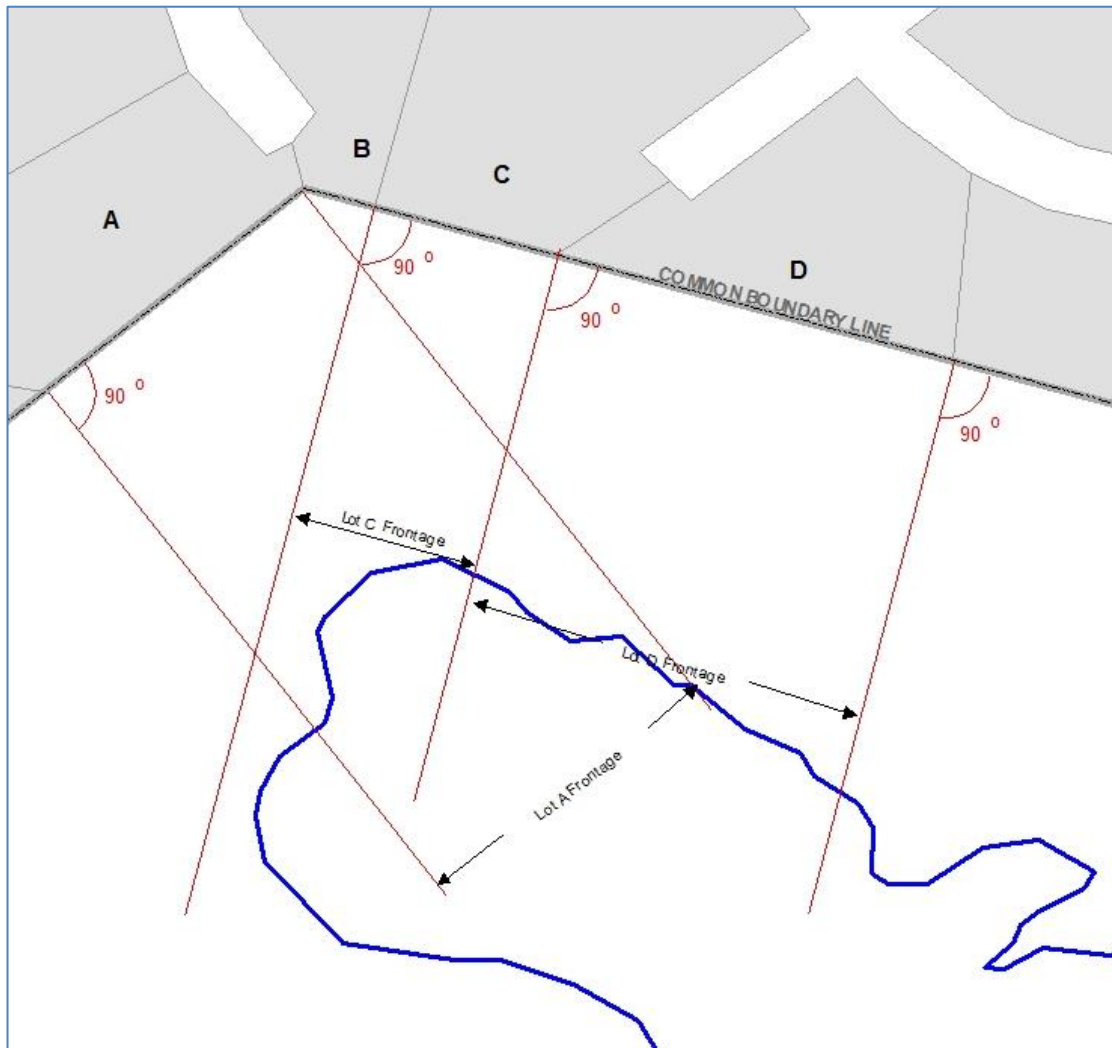 B
C
A
D
COMMON BOUNDARY LINE
90 o
90 o
90 o
90 o
Lot C Frontage
Lot D Frontage
Lot A Frontage